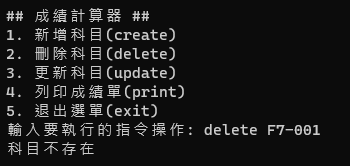 ## 成績計算器 ##
1. 新增科目(create)
2. 刪除科目(delete)
3. 更新科目(update)
4. 列印成績單(print)
5. 退出選單(exit)
輸入要執行的指令操作: delete F7-001
科目不存在